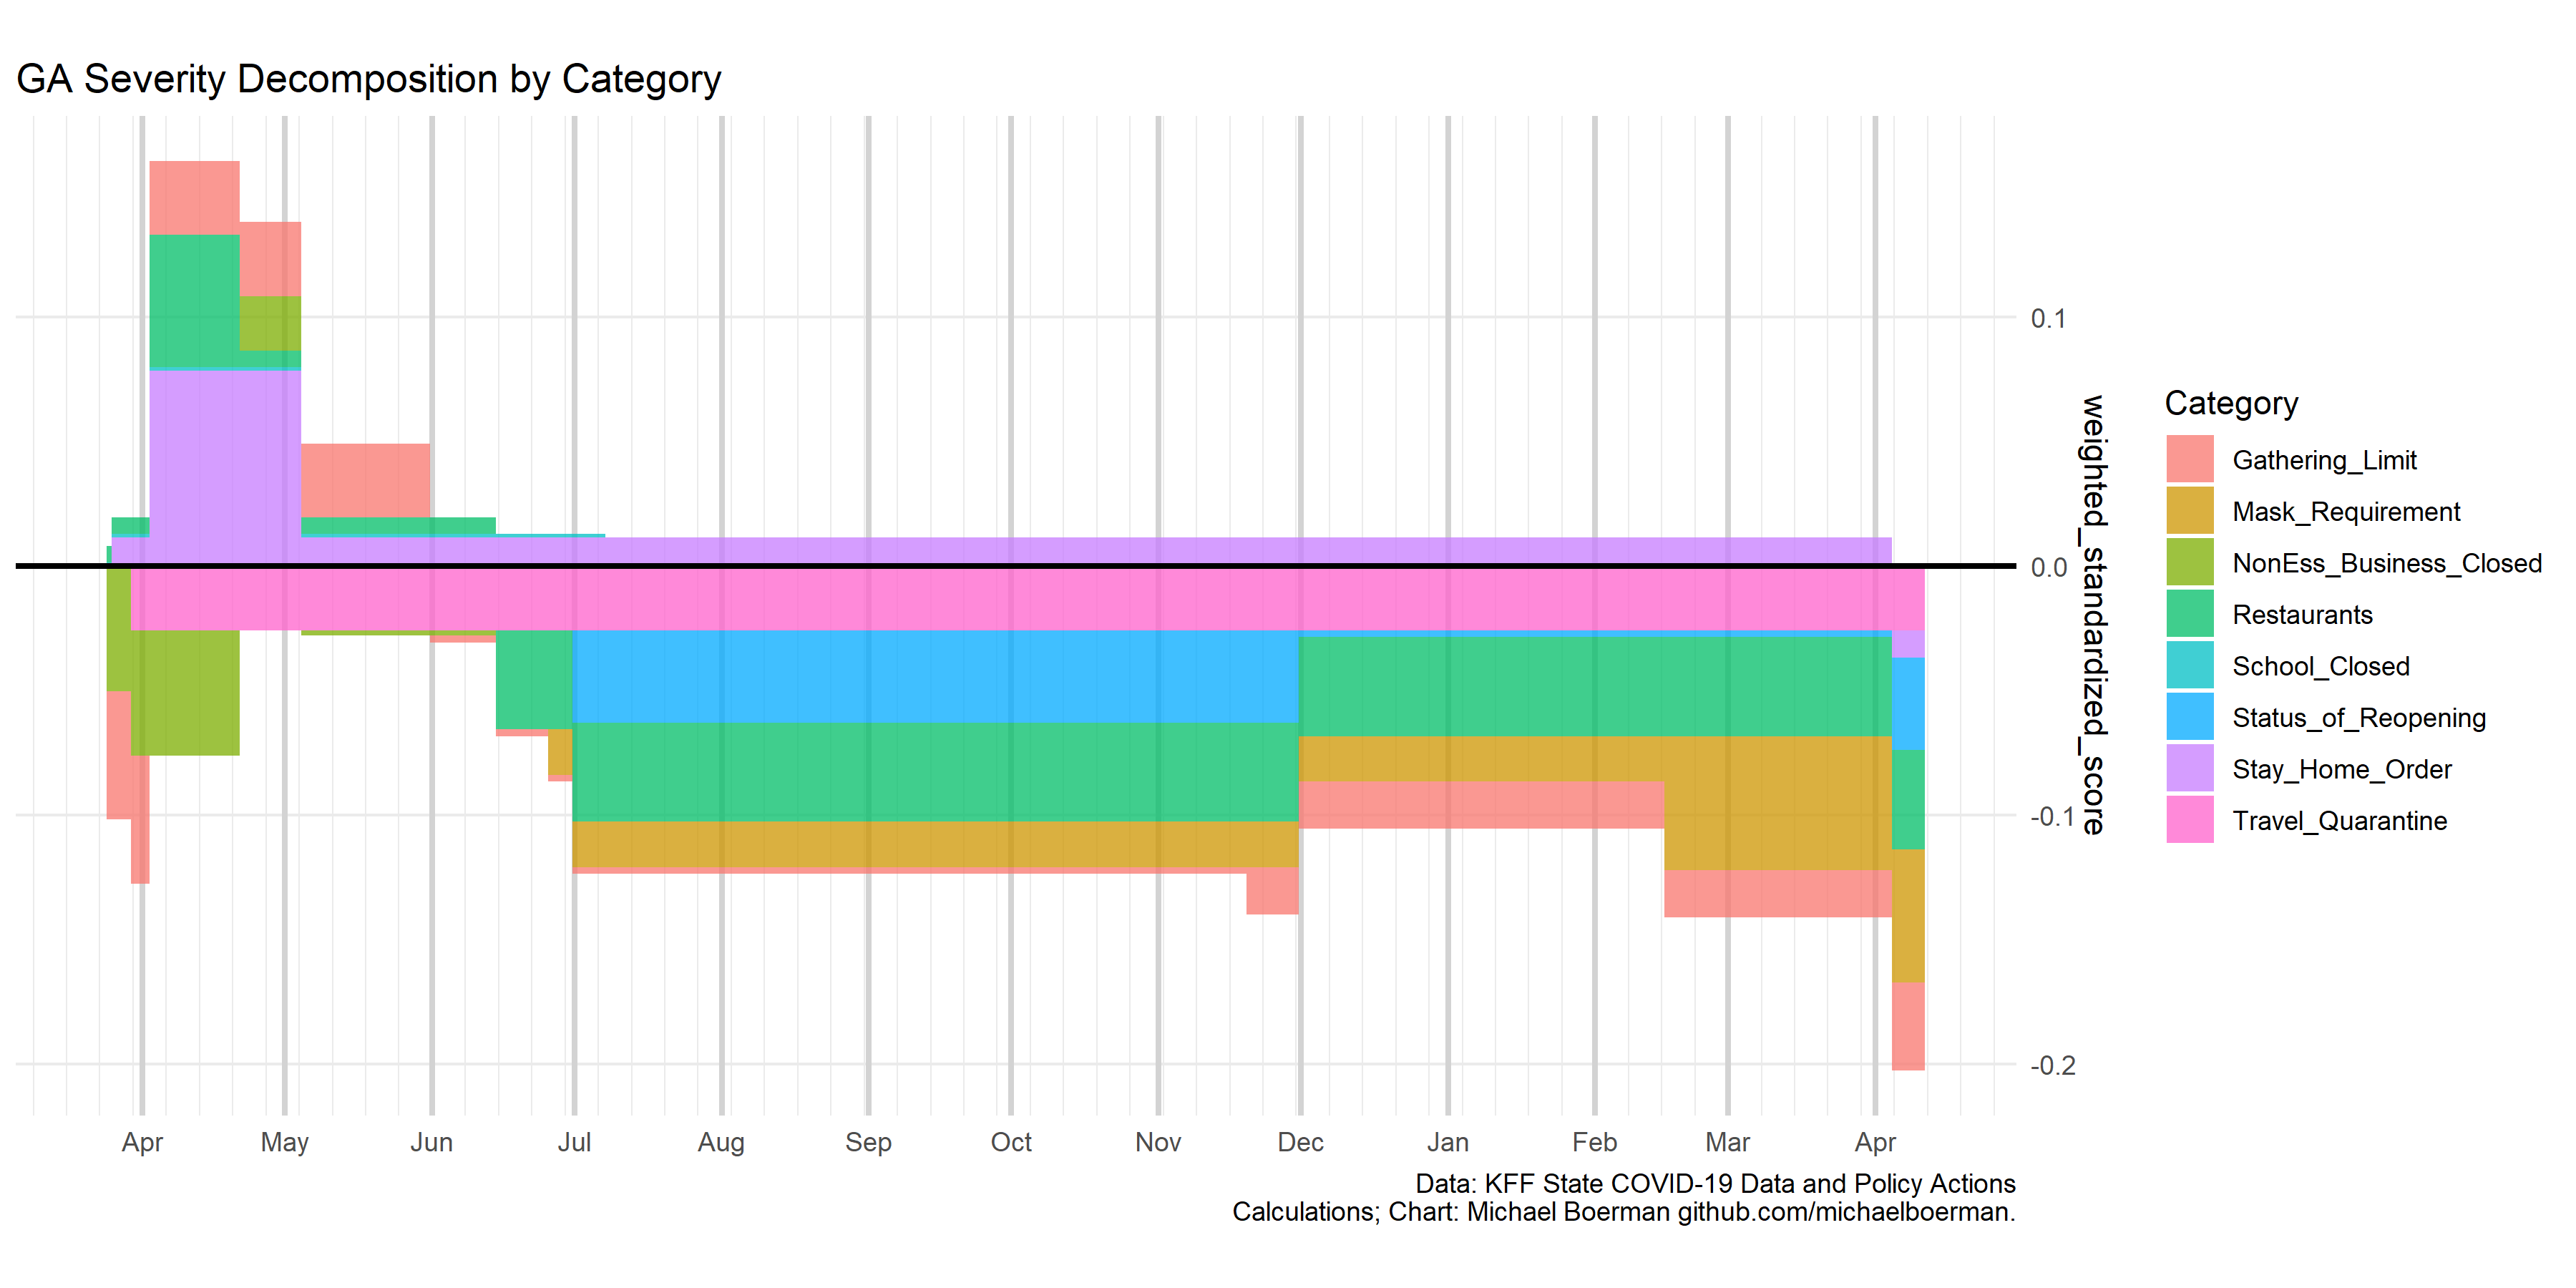 GA Severity Decomposition by Category
0.1
0.0
-0.1
-0.2
weighted_standardized_score
Category
Gathering_Limit
Mask_Requirement
NonEss_Business_Closed
Restaurants
School_Closed
Status_of_Reopening
Stay_Home_Order
Travel_Quarantine
Apr May Jun Jul Aug Sep Oct Nov Dec Jan Feb Mar Apr
Data: KFF State COVID-19 Data and Policy Actions
Calculations; Chart: Michael Boerman github.com/michaelboerman.